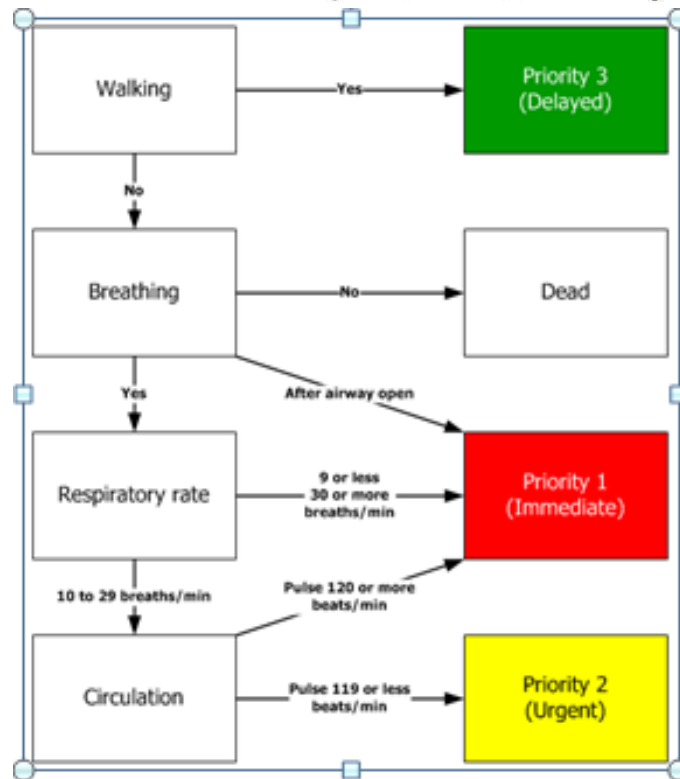 Walking
Yes
Priority 3
(Delayed)
No
Breathing
No
Dead
Yes
After airway open
Respiratory rate
9 or less
30 or more
breaths/min
Priority 1
(Immediate)
10 to 29 breaths/min
Pulse 120 or more
beats/min
Circulation
Pulse 119 or less
beats/min
Priority 2
(Urgent)